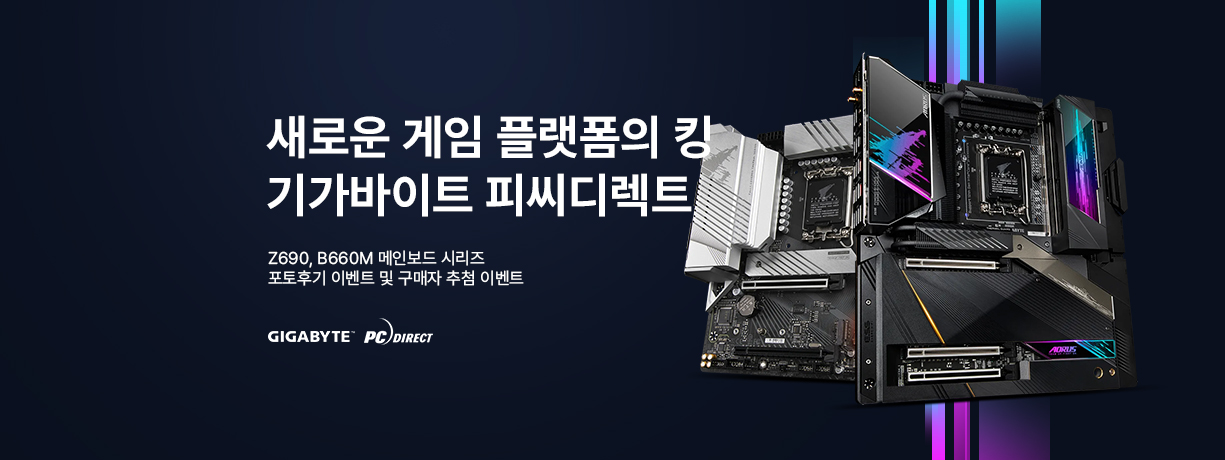 새로운 게임 플랫폼의 킹
기가바이트 피씨디렉트
Z690, B660M 메인보드 시리즈
포토후기 이벤트 및 구매자 추첨 이벤트
GIGABYTE™ PC DIRECT
AORUS